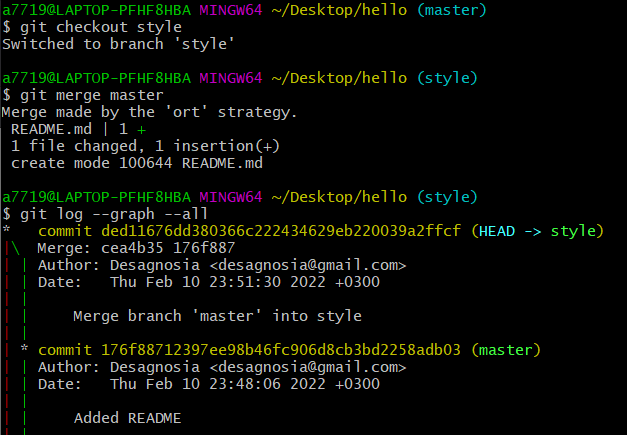 a7719@LAPTOP-PFHF8HBA MINGW64 ~/Desktop/hello (master)
$ git checkout style
Switched to branch 'style'

a7719@LAPTOP-PFHF8HBA MINGW64 ~/Desktop/hello (style)
$ git merge master
Merge made by the 'ort' strategy.
 README.md | 1 +
 1 file changed, 1 insertion(+)
 create mode 100644 README.md

a7719@LAPTOP-PFHF8HBA MINGW64 ~/Desktop/hello (style)
$ git log --graph --all
*   commit ded11676dd380366c222434629eb220039a2ffcf (HEAD -> style)
|\  Merge: cea4b35 176f887
| | Author: Desagnosia <desagnosia@gmail.com>
| | Date:   Thu Feb 10 23:51:30 2022 +0300
| |
| |     Merge branch 'master' into style
| |
| * commit 176f88712397ee98b46fc906d8cb3bd2258adb03 (master)
| | Author: Desagnosia <desagnosia@gmail.com>
| | Date:   Thu Feb 10 23:48:06 2022 +0300
| |
| |     Added README
| |